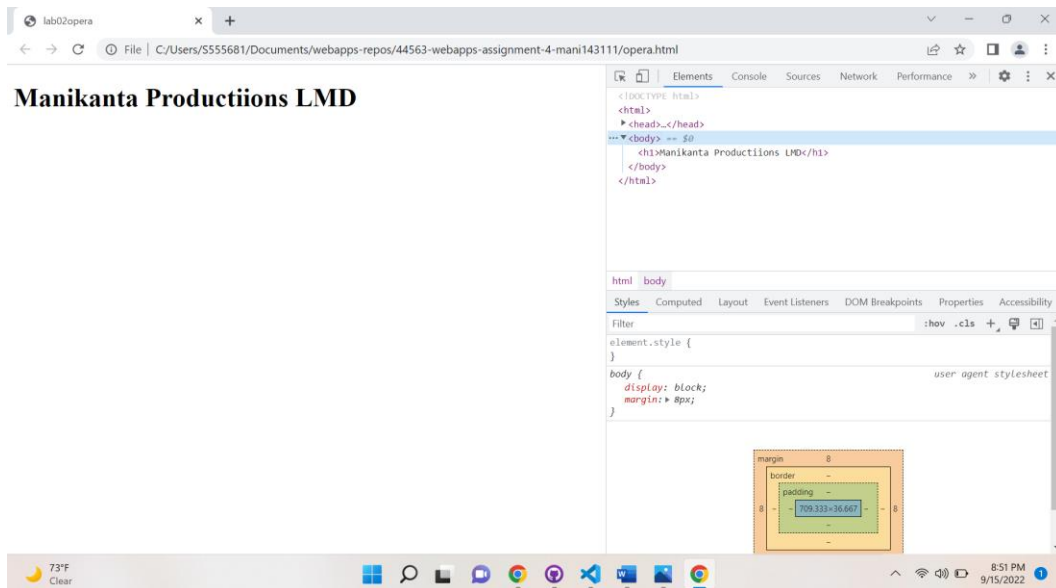 lab02opera
File | C:/Users/S555681/Documents/webapps-repos/44563-webapps-assignment-4-mani143111/opera.html
Manikanta Productiions LMD
Elements Console Sources Network Performance »
<!DOCTYPE html>
<html>
<head>…</head>
<body> == $0
<h1>Manikanta Productiions LMD</h1>
</body>
</html>
html body
Styles Computed Layout Event Listeners DOM Breakpoints Properties Accessibility
Filter :hov .cls +
element.style {
}
body { user agent stylesheet
display: block;
margin: 8px;
}
margin 8
border -
padding -
8 - - 709.333×36.667 - - 8
-
-
73°F
Clear
8:51 PM
9/15/2022
1